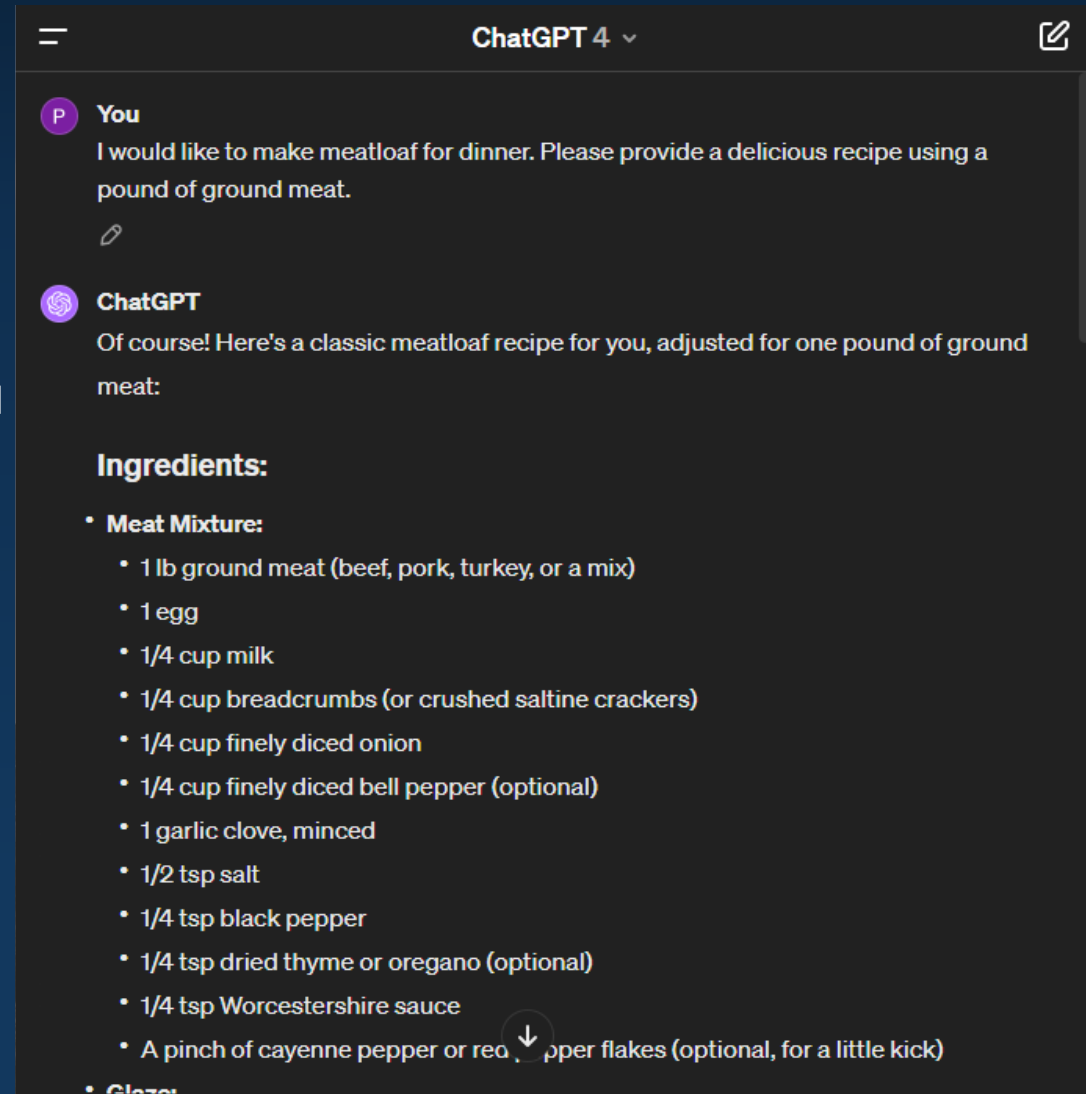 ChatGPT 4
P
You
I would like to make meatloaf for dinner. Please provide a delicious recipe using a
pound of ground meat.
ChatGPT
Of course! Here's a classic meatloaf recipe for you, adjusted for one pound of ground
meat:
Ingredients:
• Meat Mixture:
• 1 lb ground meat (beef, pork, turkey, or a mix)
• 1 egg
• 1/4 cup milk
• 1/4 cup breadcrumbs (or crushed saltine crackers)
• 1/4 cup finely diced onion
• 1/4 cup finely diced bell pepper (optional)
• 1 garlic clove, minced
• 1/2 tsp salt
• 1/4 tsp black pepper
• 1/4 tsp dried thyme or oregano (optional)
• 1/4 tsp Worcestershire sauce
• A pinch of cayenne pepper or red pepper flakes (optional, for a little kick)
• Glaze: